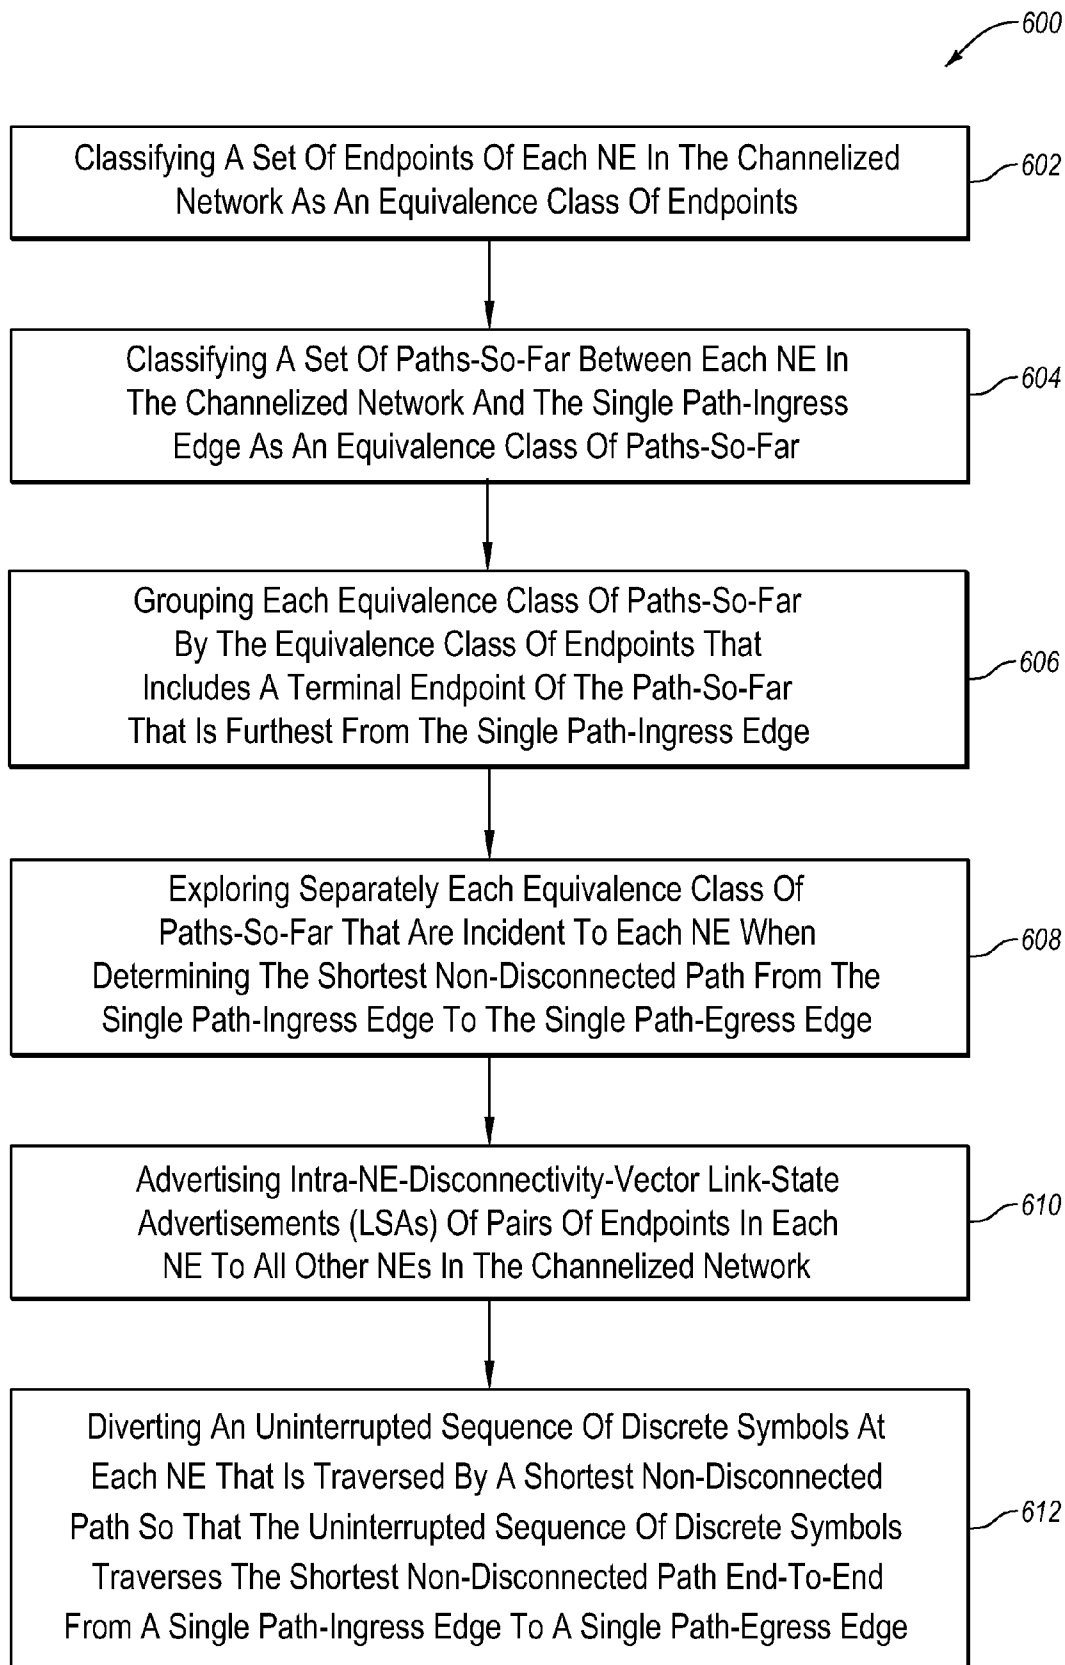 600
Classifying A Set Of Endpoints Of Each NE In The Channelized
Network As An Equivalence Class Of Endpoints
602
Classifying A Set Of Paths-So-Far Between Each NE In
The Channelized Network And The Single Path-Ingress
Edge As An Equivalence Class Of Paths-So-Far
604
Grouping Each Equivalence Class Of Paths-So-Far
By The Equivalence Class Of Endpoints That
Includes A Terminal Endpoint Of The Path-So-Far
That Is Furthest From The Single Path-Ingress Edge
606
Exploring Separately Each Equivalence Class Of
Paths-So-Far That Are Incident To Each NE When
Determining The Shortest Non-Disconnected Path From The
Single Path-Ingress Edge To The Single Path-Egress Edge
608
Advertising Intra-NE-Disconnectivity-Vector Link-State
Advertisements (LSAs) Of Pairs Of Endpoints In Each
NE To All Other NEs In The Channelized Network
610
Diverting An Uninterrupted Sequence Of Discrete Symbols At
Each NE That Is Traversed By A Shortest Non-Disconnected
Path So That The Uninterrupted Sequence Of Discrete Symbols
Traverses The Shortest Non-Disconnected Path End-To-End
From A Single Path-Ingress Edge To A Single Path-Egress Edge
612